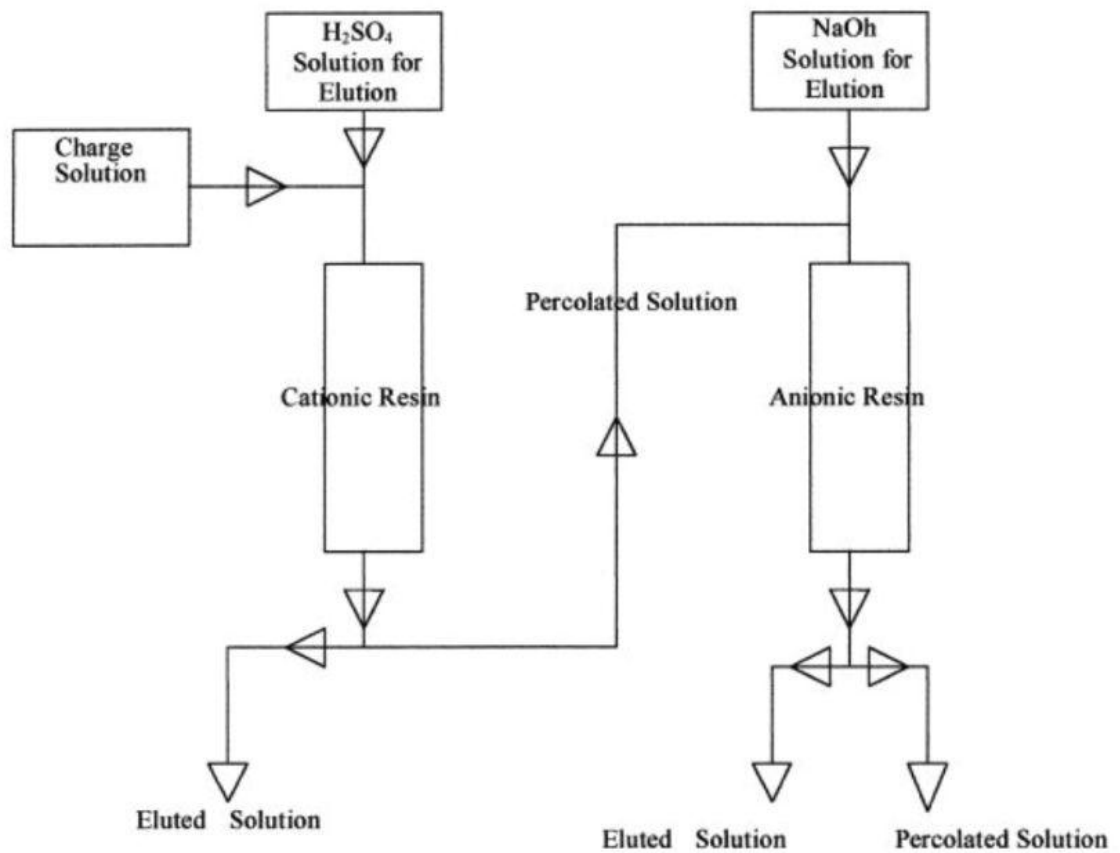 H₂SO₄
Solution for
Elution
NaOh
Solution for
Elution
Charge
Solution
Percolated Solution
Cationic Resin
Anionic Resin
Eluted Solution
Eluted Solution
Percolated Solution